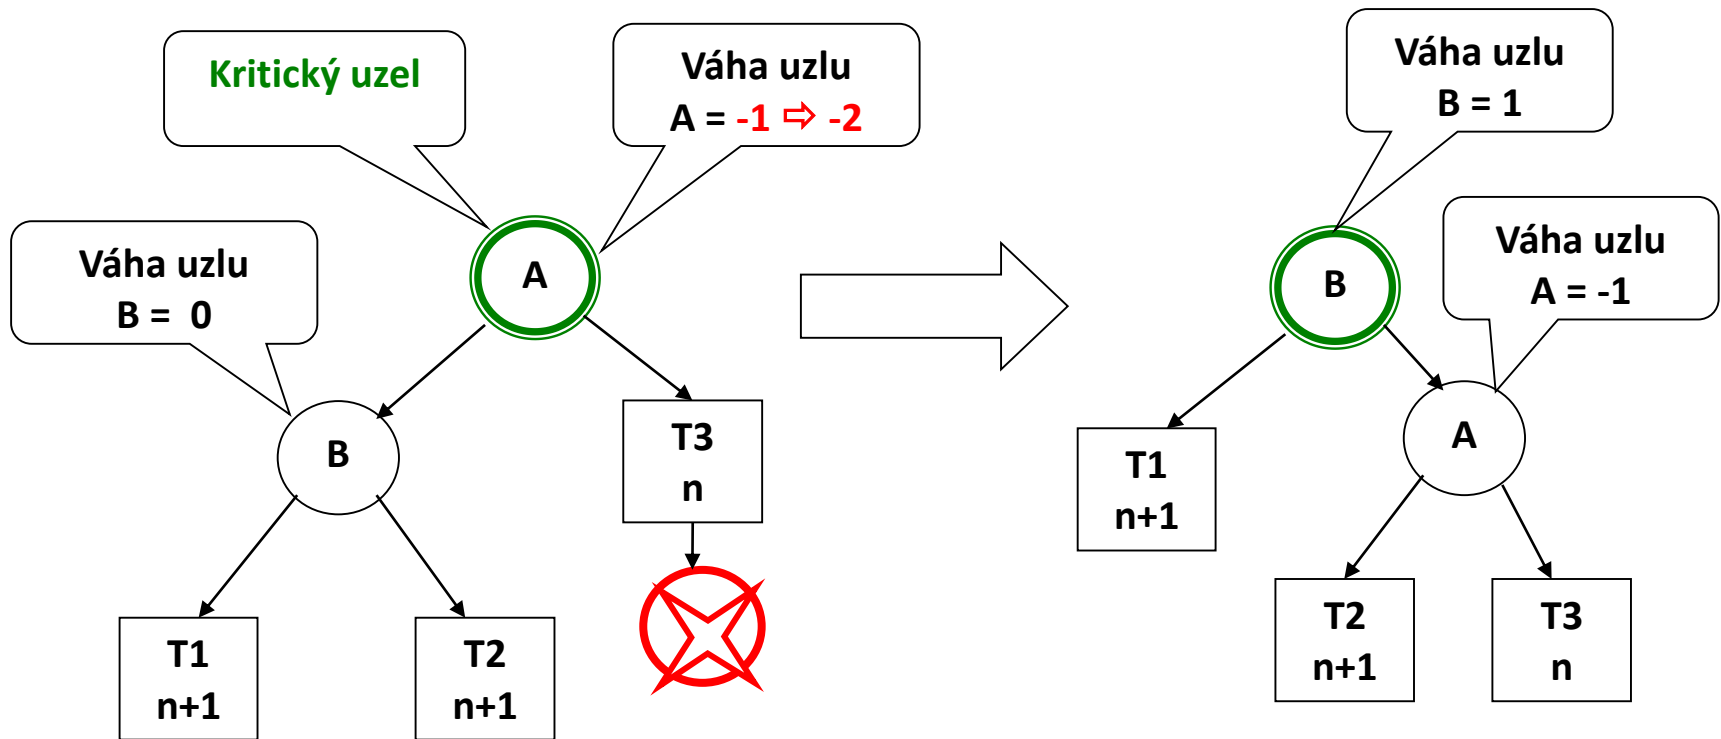 Kritický uzel
Váha uzlu
A = -1 ⇨ -2
Váha uzlu
B = 0
A
B
T3
n
T1
n+1
T2
n+1
Váha uzlu
B = 1
Váha uzlu
A = -1
B
A
T1
n+1
T2
n+1
T3
n